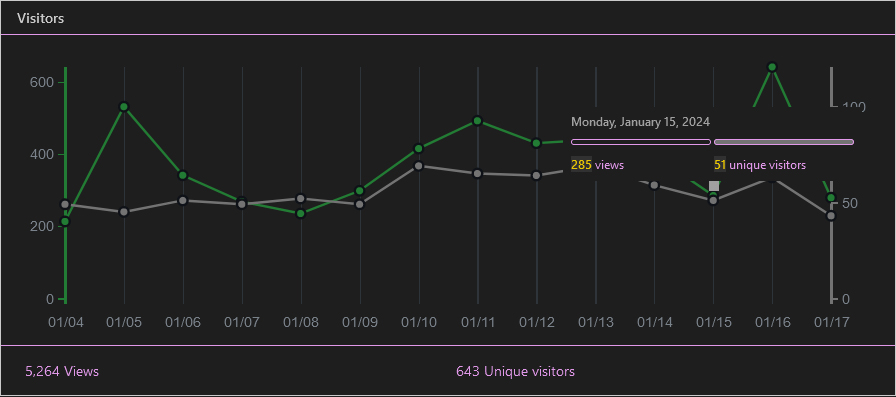 Visitors
600
400
200
0
100
50
0
Monday, January 15, 2024
285 views
51 unique visitors
01/04 01/05 01/06 01/07 01/08 01/09 01/10 01/11 01/12 01/13 01/14 01/15 01/16 01/17
5,264 Views
643 Unique visitors